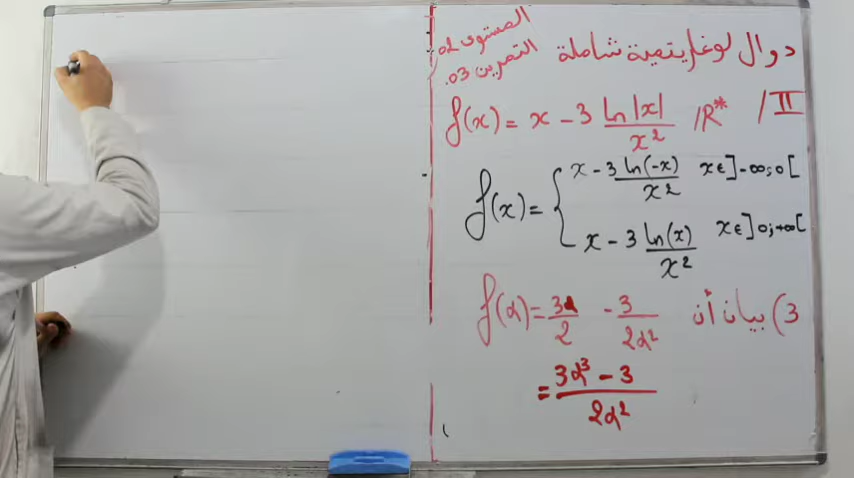 دوال لوغاريتمية شاملة المستوى 02.
التمرين 03.
II/
f(x) = x - 3 ln|x|/x² /R*
f(x) = { x - 3 ln(-x)/x² x∈]-∞;0[
x - 3 ln(x)/x² x∈]0;+∞[
3) بيان أن f(α) = 3α/2 - 3/2α²
= 3α³ - 3/2α²